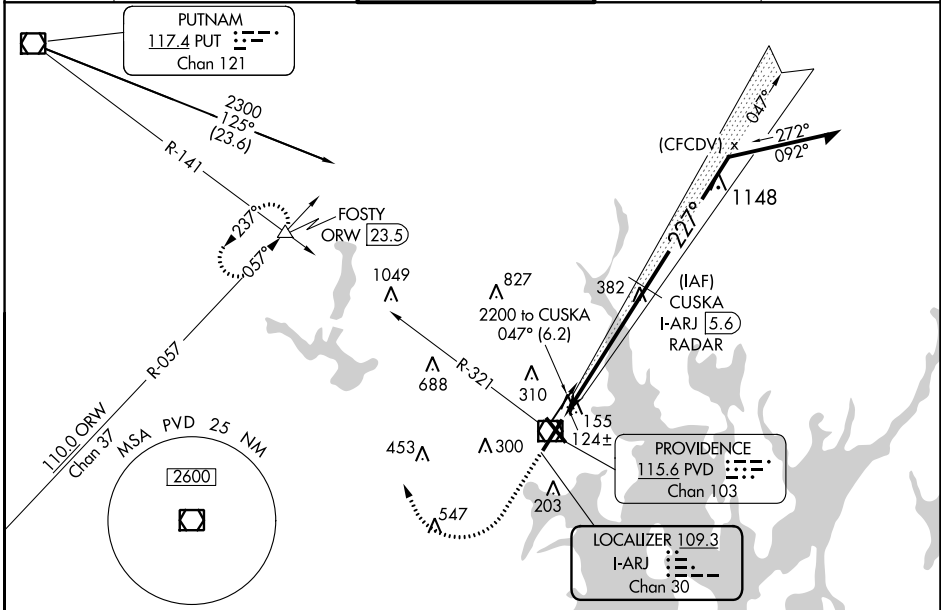 PUTNAM
117.4 PUT
Chan 121
2300
125°
(23.6)
R-141
047°
272°
092°
(CFCDV) x
1148
227°
237°
057°
FOSTY
ORW 23.5
1049
827
382
(IAF)
CUSKA
I-ARJ 5.6
RADAR
2200 to CUSKA
047° (6.2)
R-321
688
310
R-057
155
124±
110.0 ORW
Chan 37
MSA PVD 25 NM
2600
453
300
PROVIDENCE
115.6 PVD
Chan 103
203
547
LOCALIZER 109.3
I-ARJ
Chan 30